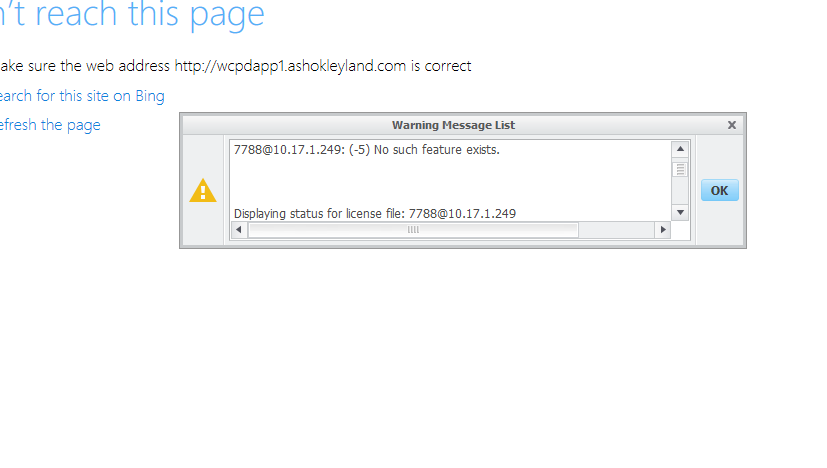 n't reach this page
ake sure the web address http://wcpdapp1.ashokleyland.com is correct
earch for this site on Bing
efresh the page
Warning Message List
7788@10.17.1.249: (-5) No such feature exists.
OK
Displaying status for license file: 7788@10.17.1.249